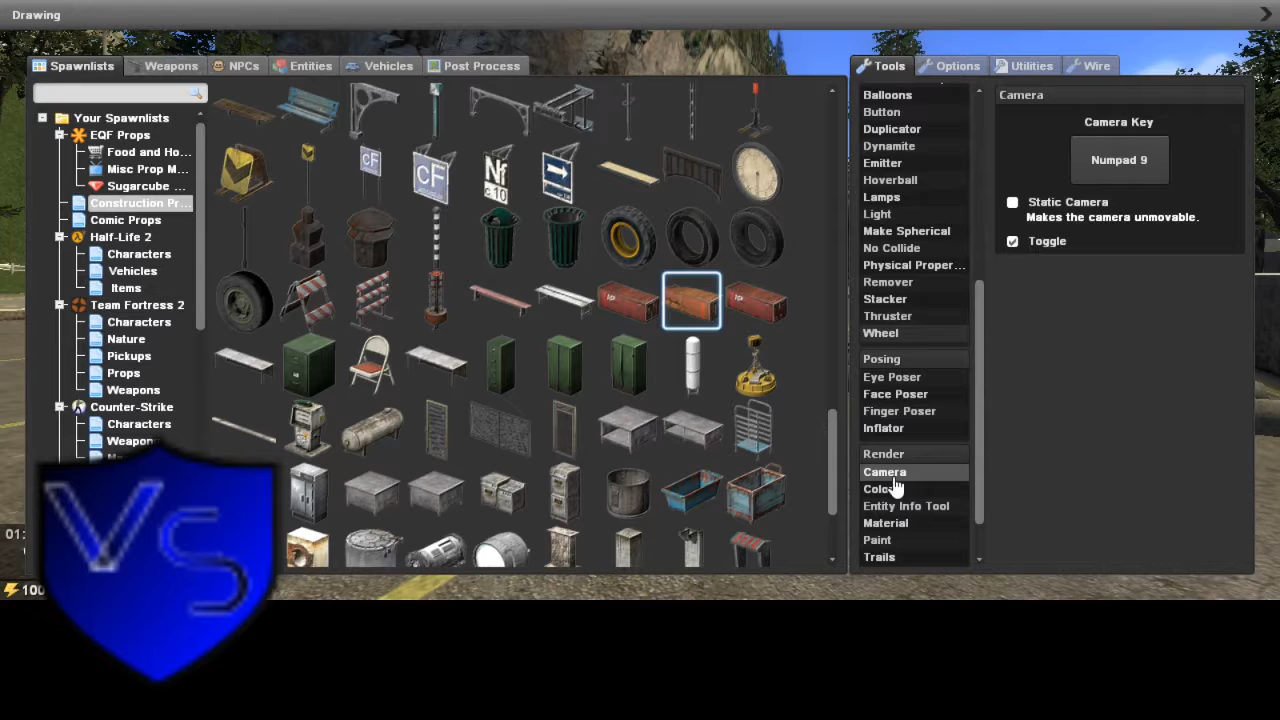 Drawing
Spawnlists
Weapons
NPCs
Entities
Vehicles
Post Process
Your Spawnlists
EQF Props
Food and Ho...
Misc Prop M...
Sugarcube ...
Construction Pr...
Comic Props
Half-Life 2
Characters
Vehicles
Items
Team Fortress 2
Characters
Nature
Pickups
Props
Weapons
Counter-Strike
Characters
cF
cF
Nf
c 10
Tools
Options
Utilities
Wire
Balloons
Button
Duplicator
Dynamite
Emitter
Hoverball
Lamps
Light
Make Spherical
No Collide
Physical Proper...
Remover
Stacker
Thruster
Wheel
Posing
Eye Poser
Face Poser
Finger Poser
Inflator
Render
Camera
Entity Info Tool
Material
Paint
Trails
Camera
Camera Key
Numpad 9
Static Camera
Makes the camera unmovable.
Toggle
01:
100
VS